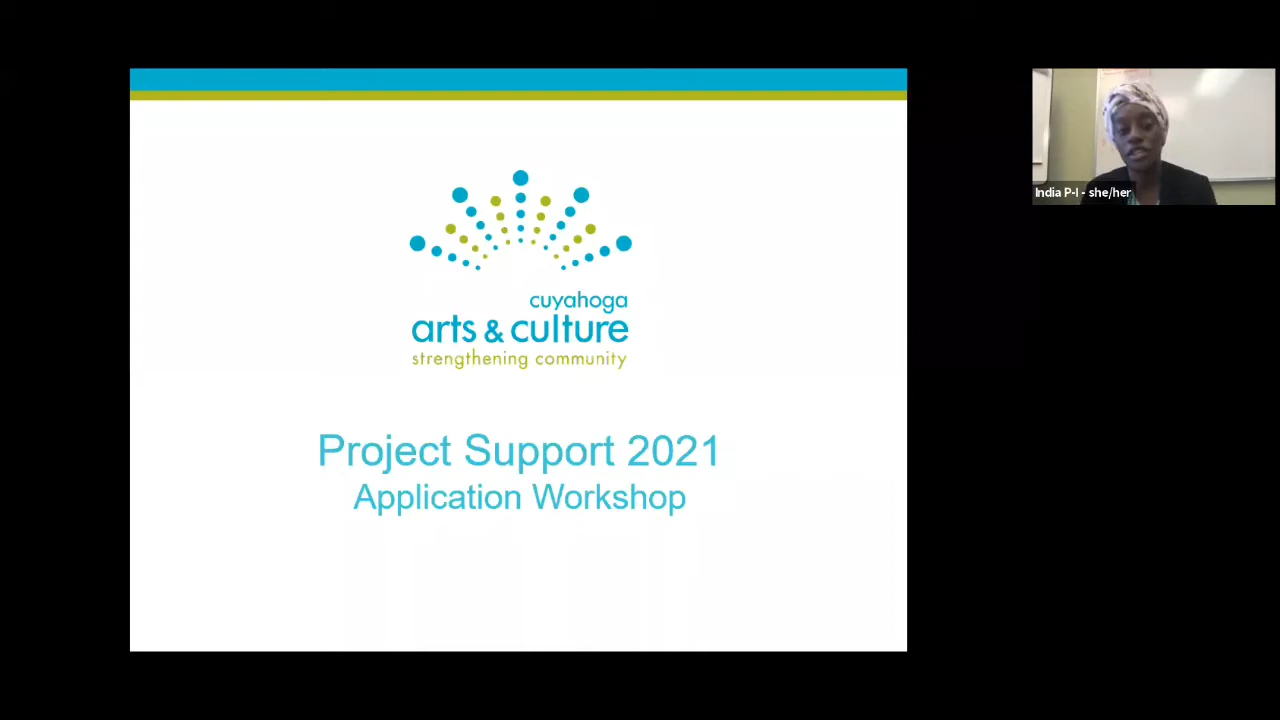 cuyahoga
arts & culture
strengthening community
Project Support 2021
Application Workshop
India P-I - she/her